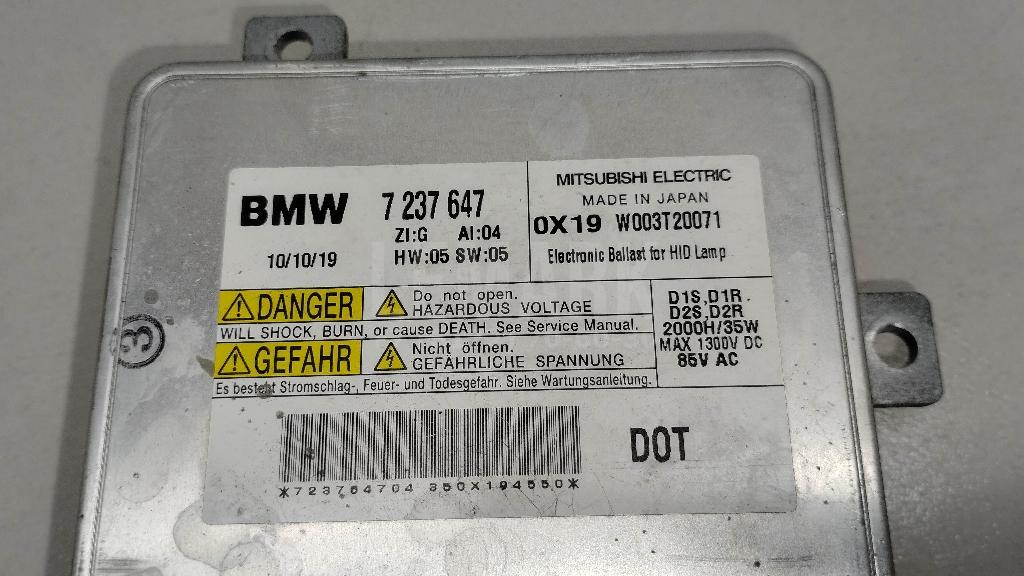 BMW 7 237 647
ZI:G AI:04
10/10/19 HW:05 SW:05
MITSUBISHI ELECTRIC
MADE IN JAPAN
0X19 W003T20071
Electronic Ballast for HID Lamp
DANGER Do not open.
HAZARDOUS VOLTAGE
WILL SHOCK, BURN, or cause DEATH. See Service Manual.
GEFAHR Nicht öffnen.
GEFÄHRLICHE SPANNUNG
Es besteht Stromschlag-, Feuer- und Todesgefahr. Siehe Wartungsanleitung.
D1S,D1R
D2S,D2R
2000H/35W
MAX 1300V DC
85V AC
3
DOT
*723764704 350X194550*